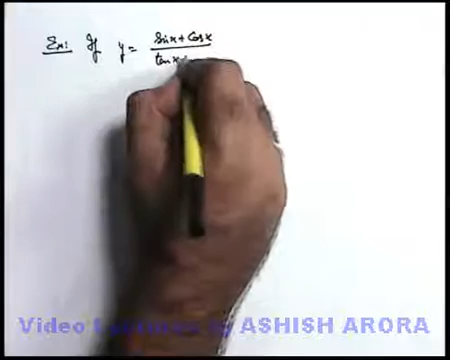 Ex: If y = sinx + cosx
tanx
Video Lectures by ASHISH ARORA